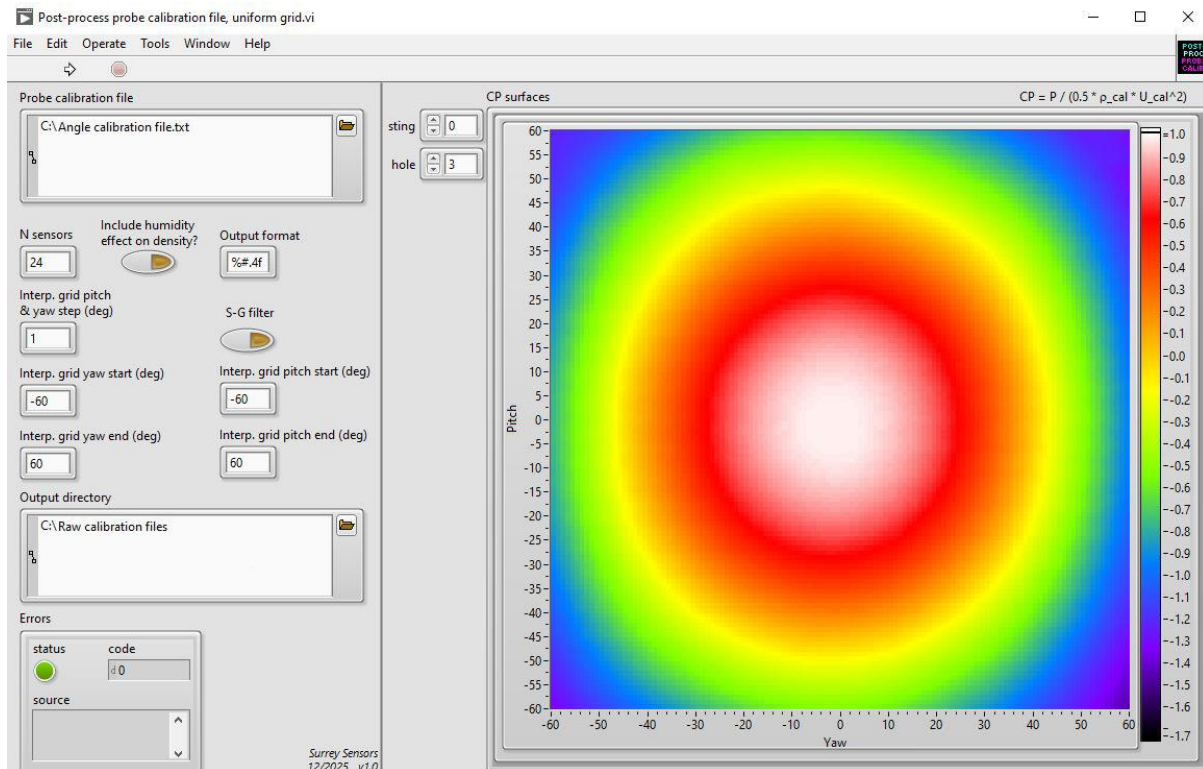 Post-process probe calibration file, uniform grid.vi
File Edit Operate Tools Window Help
POST
PROC
PROBE
CALIB
Probe calibration file
C:\Angle calibration file.txt
N sensors
24
Include humidity
effect on density?
Output format
%#.4f
Interp. grid pitch
& yaw step (deg)
1
S-G filter
Interp. grid yaw start (deg)
-60
Interp. grid pitch start (deg)
-60
Interp. grid yaw end (deg)
60
Interp. grid pitch end (deg)
60
Output directory
C:\Raw calibration files
Errors
status
code
d 0
source
Surrey Sensors
12/2025 v1.0
sting
0
hole
3
CP surfaces
CP = P / (0.5 * ρ_cal * U_cal^2)
Pitch
60
55
50
45
40
35
30
25
20
15
10
5
0
-5
-10
-15
-20
-25
-30
-35
-40
-45
-50
-55
-60
-60 -50 -40 -30 -20 -10 0 10 20 30 40 50 60
Yaw
1.0
0.9
0.8
0.7
0.6
0.5
0.4
0.3
0.2
0.1
0.0
-0.1
-0.2
-0.3
-0.4
-0.5
-0.6
-0.7
-0.8
-0.9
-1.0
-1.1
-1.2
-1.3
-1.4
-1.5
-1.6
-1.7